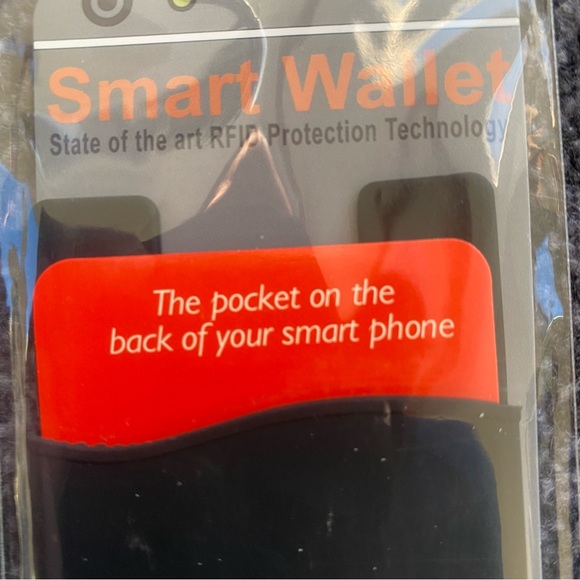 Smart Wallet
State of the art RFID Protection Technology
The pocket on the
back of your smart phone